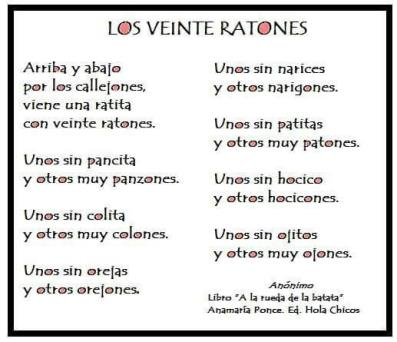 LOS VEINTE RATONES
Arriba y abajo
por los callejones,
viene una ratita
con veinte ratones.
Unos sin pancita
y otros muy panzones.
Unos sin colita
y otros muy colones.
Unos sin orejas
y otros orejones.
Unos sin narices
y otros narigones.
Unos sin patitas
y otros muy patones.
Unos sin hocico
y otros hocicones.
Unos sin ojitos
y otros muy ojones.
Anónimo
Libro "A la rueda de la batata"
Anamaría Ponce. Ed. Hola Chicos